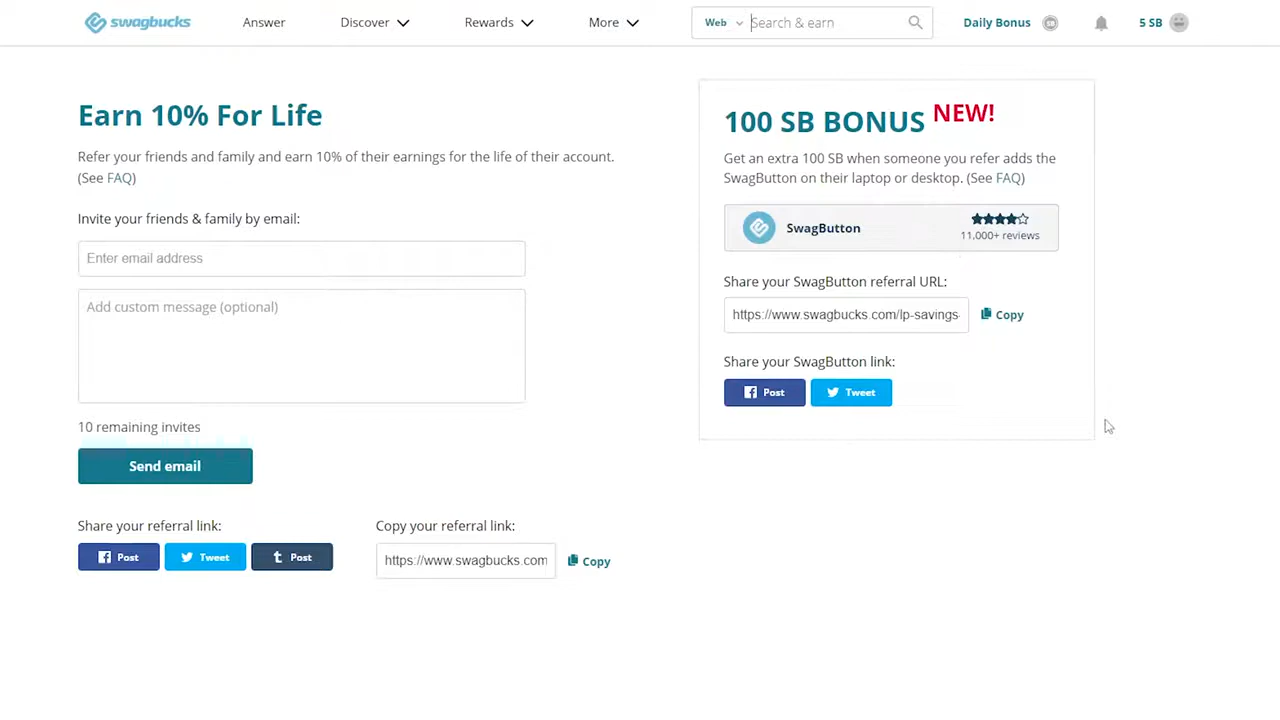 swagbucks
Answer
Discover
Rewards
More
Web
Search & earn
Daily Bonus
SB
5 SB
Earn 10% For Life
Refer your friends and family and earn 10% of their earnings for the life of their account.
(See FAQ)
Invite your friends & family by email:
Enter email address
Add custom message (optional)
10 remaining invites
Send email
Share your referral link:
Post
Tweet
t Post
Copy your referral link:
https://www.swagbucks.com
Copy
100 SB BONUS NEW!
Get an extra 100 SB when someone you refer adds the
SwagButton on their laptop or desktop. (See FAQ)
SwagButton
11,000+ reviews
Share your SwagButton referral URL:
https://www.swagbucks.com/lp-savings-
Copy
Share your SwagButton link:
Post
Tweet